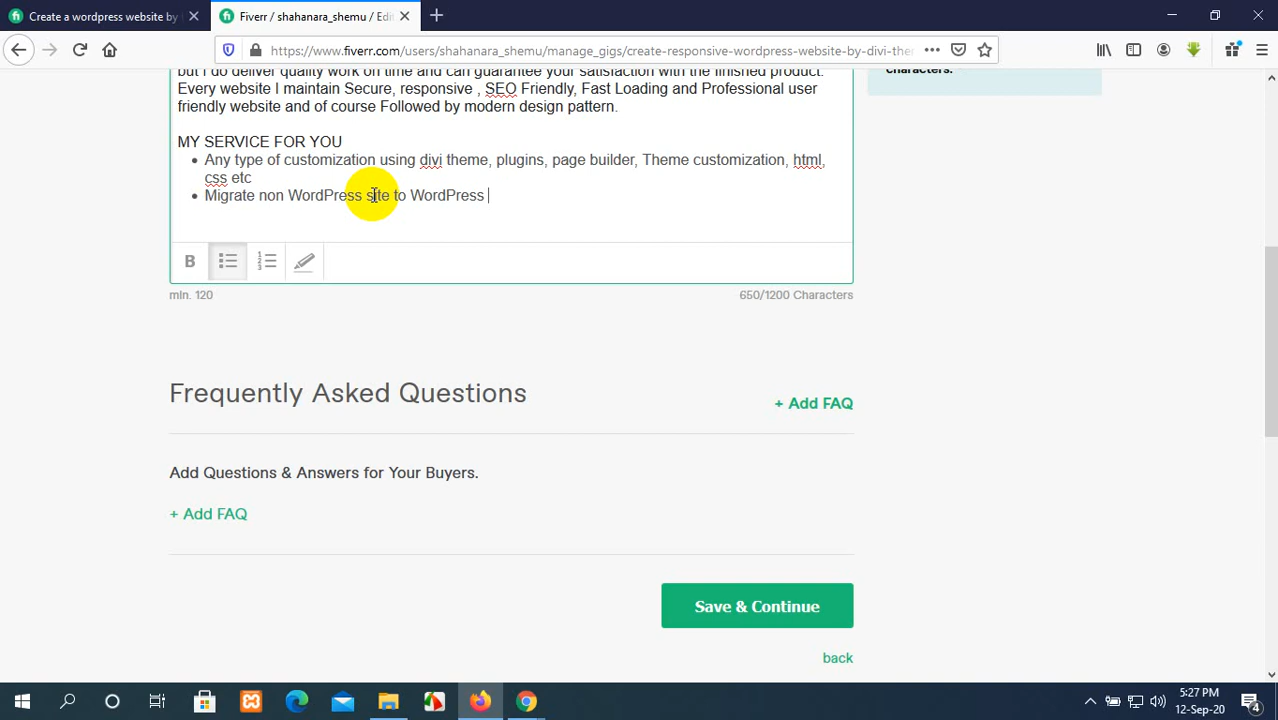 Create a wordpress website by
Fiverr / shahanara_shemu / Edi
https://www.fiverr.com/users/shahanara_shemu/manage_gigs/create-responsive-wordpress-website-by-divi-the
but I do deliver quality work on time and can guarantee your satisfaction with the finished product.
characters.
Every website I maintain Secure, responsive , SEO Friendly, Fast Loading and Professional user
friendly website and of course Followed by modern design pattern.
MY SERVICE FOR YOU
• Any type of customization using divi theme, plugins, page builder, Theme customization, html,
css etc
• Migrate non WordPress site to WordPress
B
min. 120
650/1200 Characters
Frequently Asked Questions
+ Add FAQ
Add Questions & Answers for Your Buyers.
+ Add FAQ
Save & Continue
back
5:27 PM
12-Sep-20
4